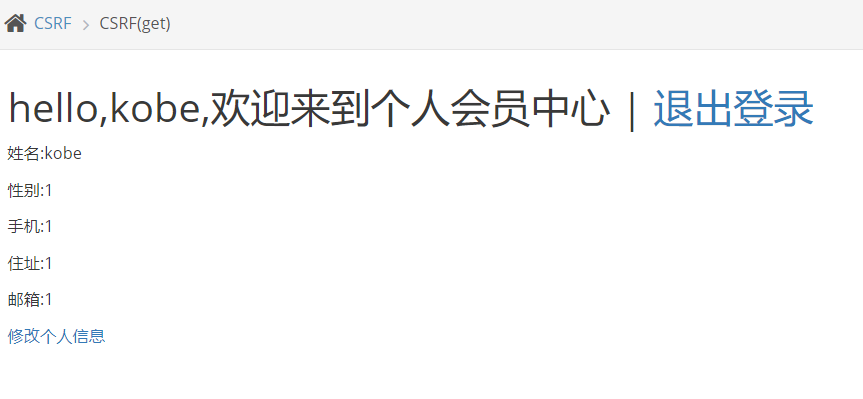 CSRF > CSRF(get)
hello,kobe,欢迎来到个人会员中心 | 退出登录
姓名:kobe
性别:1
手机:1
住址:1
邮箱:1
修改个人信息